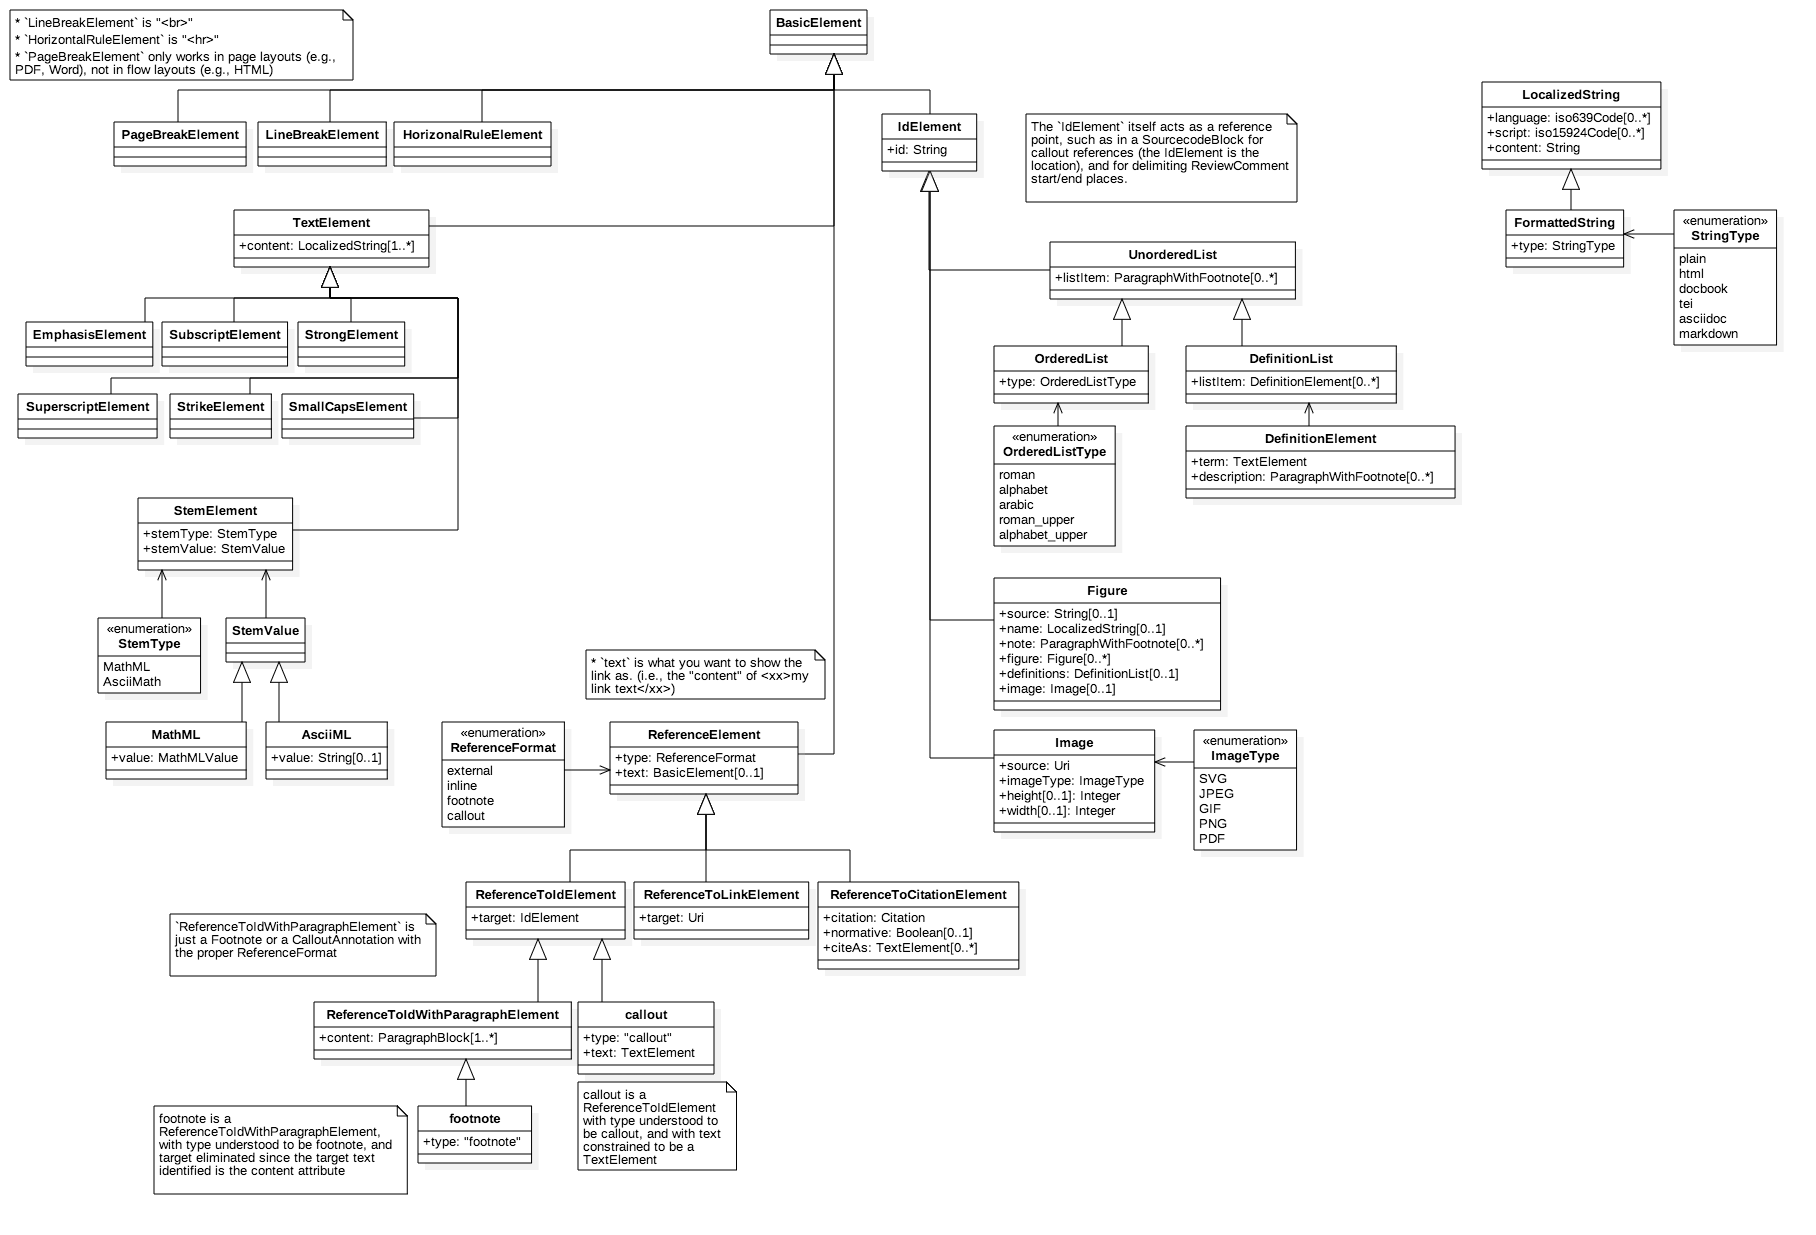 * `LineBreakElement` is "<br>"
* `HorizontalRuleElement` is "<hr>"
* `PageBreakElement` only works in page layouts (e.g.,
PDF, Word), not in flow layouts (e.g., HTML)
BasicElement
PageBreakElement
LineBreakElement
HorizonalRuleElement
IdElement
+id: String
The `IdElement` itself acts as a reference
point, such as in a SourcecodeBlock for
callout references (the IdElement is the
location), and for delimiting ReviewComment
start/end places.
LocalizedString
+language: iso639Code[0..*]
+script: iso15924Code[0..*]
+content: String
FormattedString
+type: StringType
«enumeration»
StringType
plain
html
docbook
tei
asciidoc
markdown
TextElement
+content: LocalizedString[1..*]
EmphasisElement
SubscriptElement
StrongElement
SuperscriptElement
StrikeElement
SmallCapsElement
UnorderedList
+listItem: ParagraphWithFootnote[0..*]
OrderedList
+type: OrderedListType
DefinitionList
+listItem: DefinitionElement[0..*]
«enumeration»
OrderedListType
roman
alphabet
arabic
roman_upper
alphabet_upper
DefinitionElement
+term: TextElement
+description: ParagraphWithFootnote[0..*]
StemElement
+stemType: StemType
+stemValue: StemValue
«enumeration»
StemType
MathML
AsciiMath
StemValue
MathML
+value: MathMLValue
AsciiML
+value: String[0..1]
Figure
+source: String[0..1]
+name: LocalizedString[0..1]
+note: ParagraphWithFootnote[0..*]
+figure: Figure[0..*]
+definitions: DefinitionList[0..1]
+image: Image[0..1]
* `text` is what you want to show the
link as. (i.e., the "content" of <xx>my
link text</xx>)
«enumeration»
ReferenceFormat
external
inline
footnote
callout
ReferenceElement
+type: ReferenceFormat
+text: BasicElement[0..1]
Image
+source: Uri
+imageType: ImageType
+height[0..1]: Integer
+width[0..1]: Integer
«enumeration»
ImageType
SVG
JPEG
GIF
PNG
PDF
ReferenceToIdElement
+target: IdElement
ReferenceToLinkElement
+target: Uri
ReferenceToCitationElement
+citation: Citation
+normative: Boolean[0..1]
+citeAs: TextElement[0..*]
`ReferenceToIdWithParagraphElement` is
just a Footnote or a CalloutAnnotation with
the proper ReferenceFormat
ReferenceToIdWithParagraphElement
+content: ParagraphBlock[1..*]
callout
+type: "callout"
+text: TextElement
footnote is a
ReferenceToIdWithParagraphElement,
with type understood to be footnote, and
target eliminated since the target text
identified is the content attribute
footnote
+type: "footnote"
callout is a
ReferenceToIdElement
with type understood to
be callout, and with text
constrained to be a
TextElement